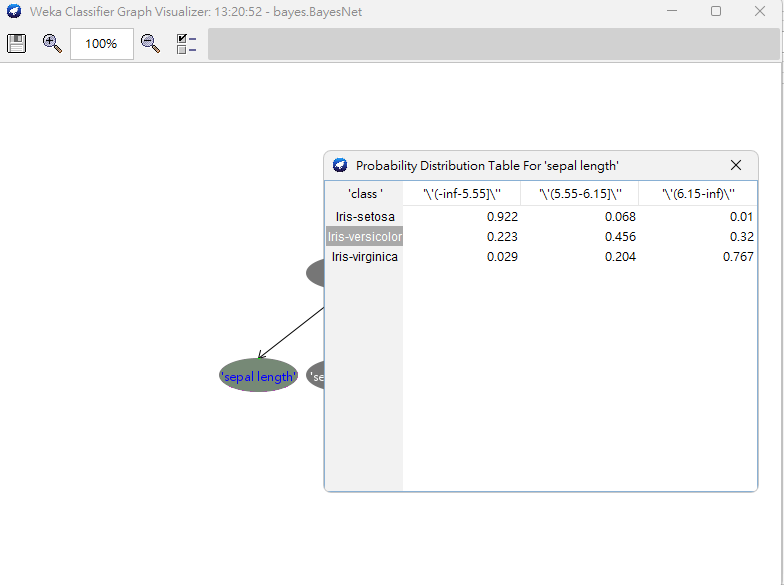 Weka Classifier Graph Visualizer: 13:20:52 - bayes.BayesNet
100%
Probability Distribution Table For 'sepal length'
'class ' '\'(-inf-5.55]\'' '\'(5.55-6.15]\'' '\'(6.15-inf)\''
Iris-setosa 0.922 0.068 0.01
Iris-versicolor 0.223 0.456 0.32
Iris-virginica 0.029 0.204 0.767
'sepal length' 'se